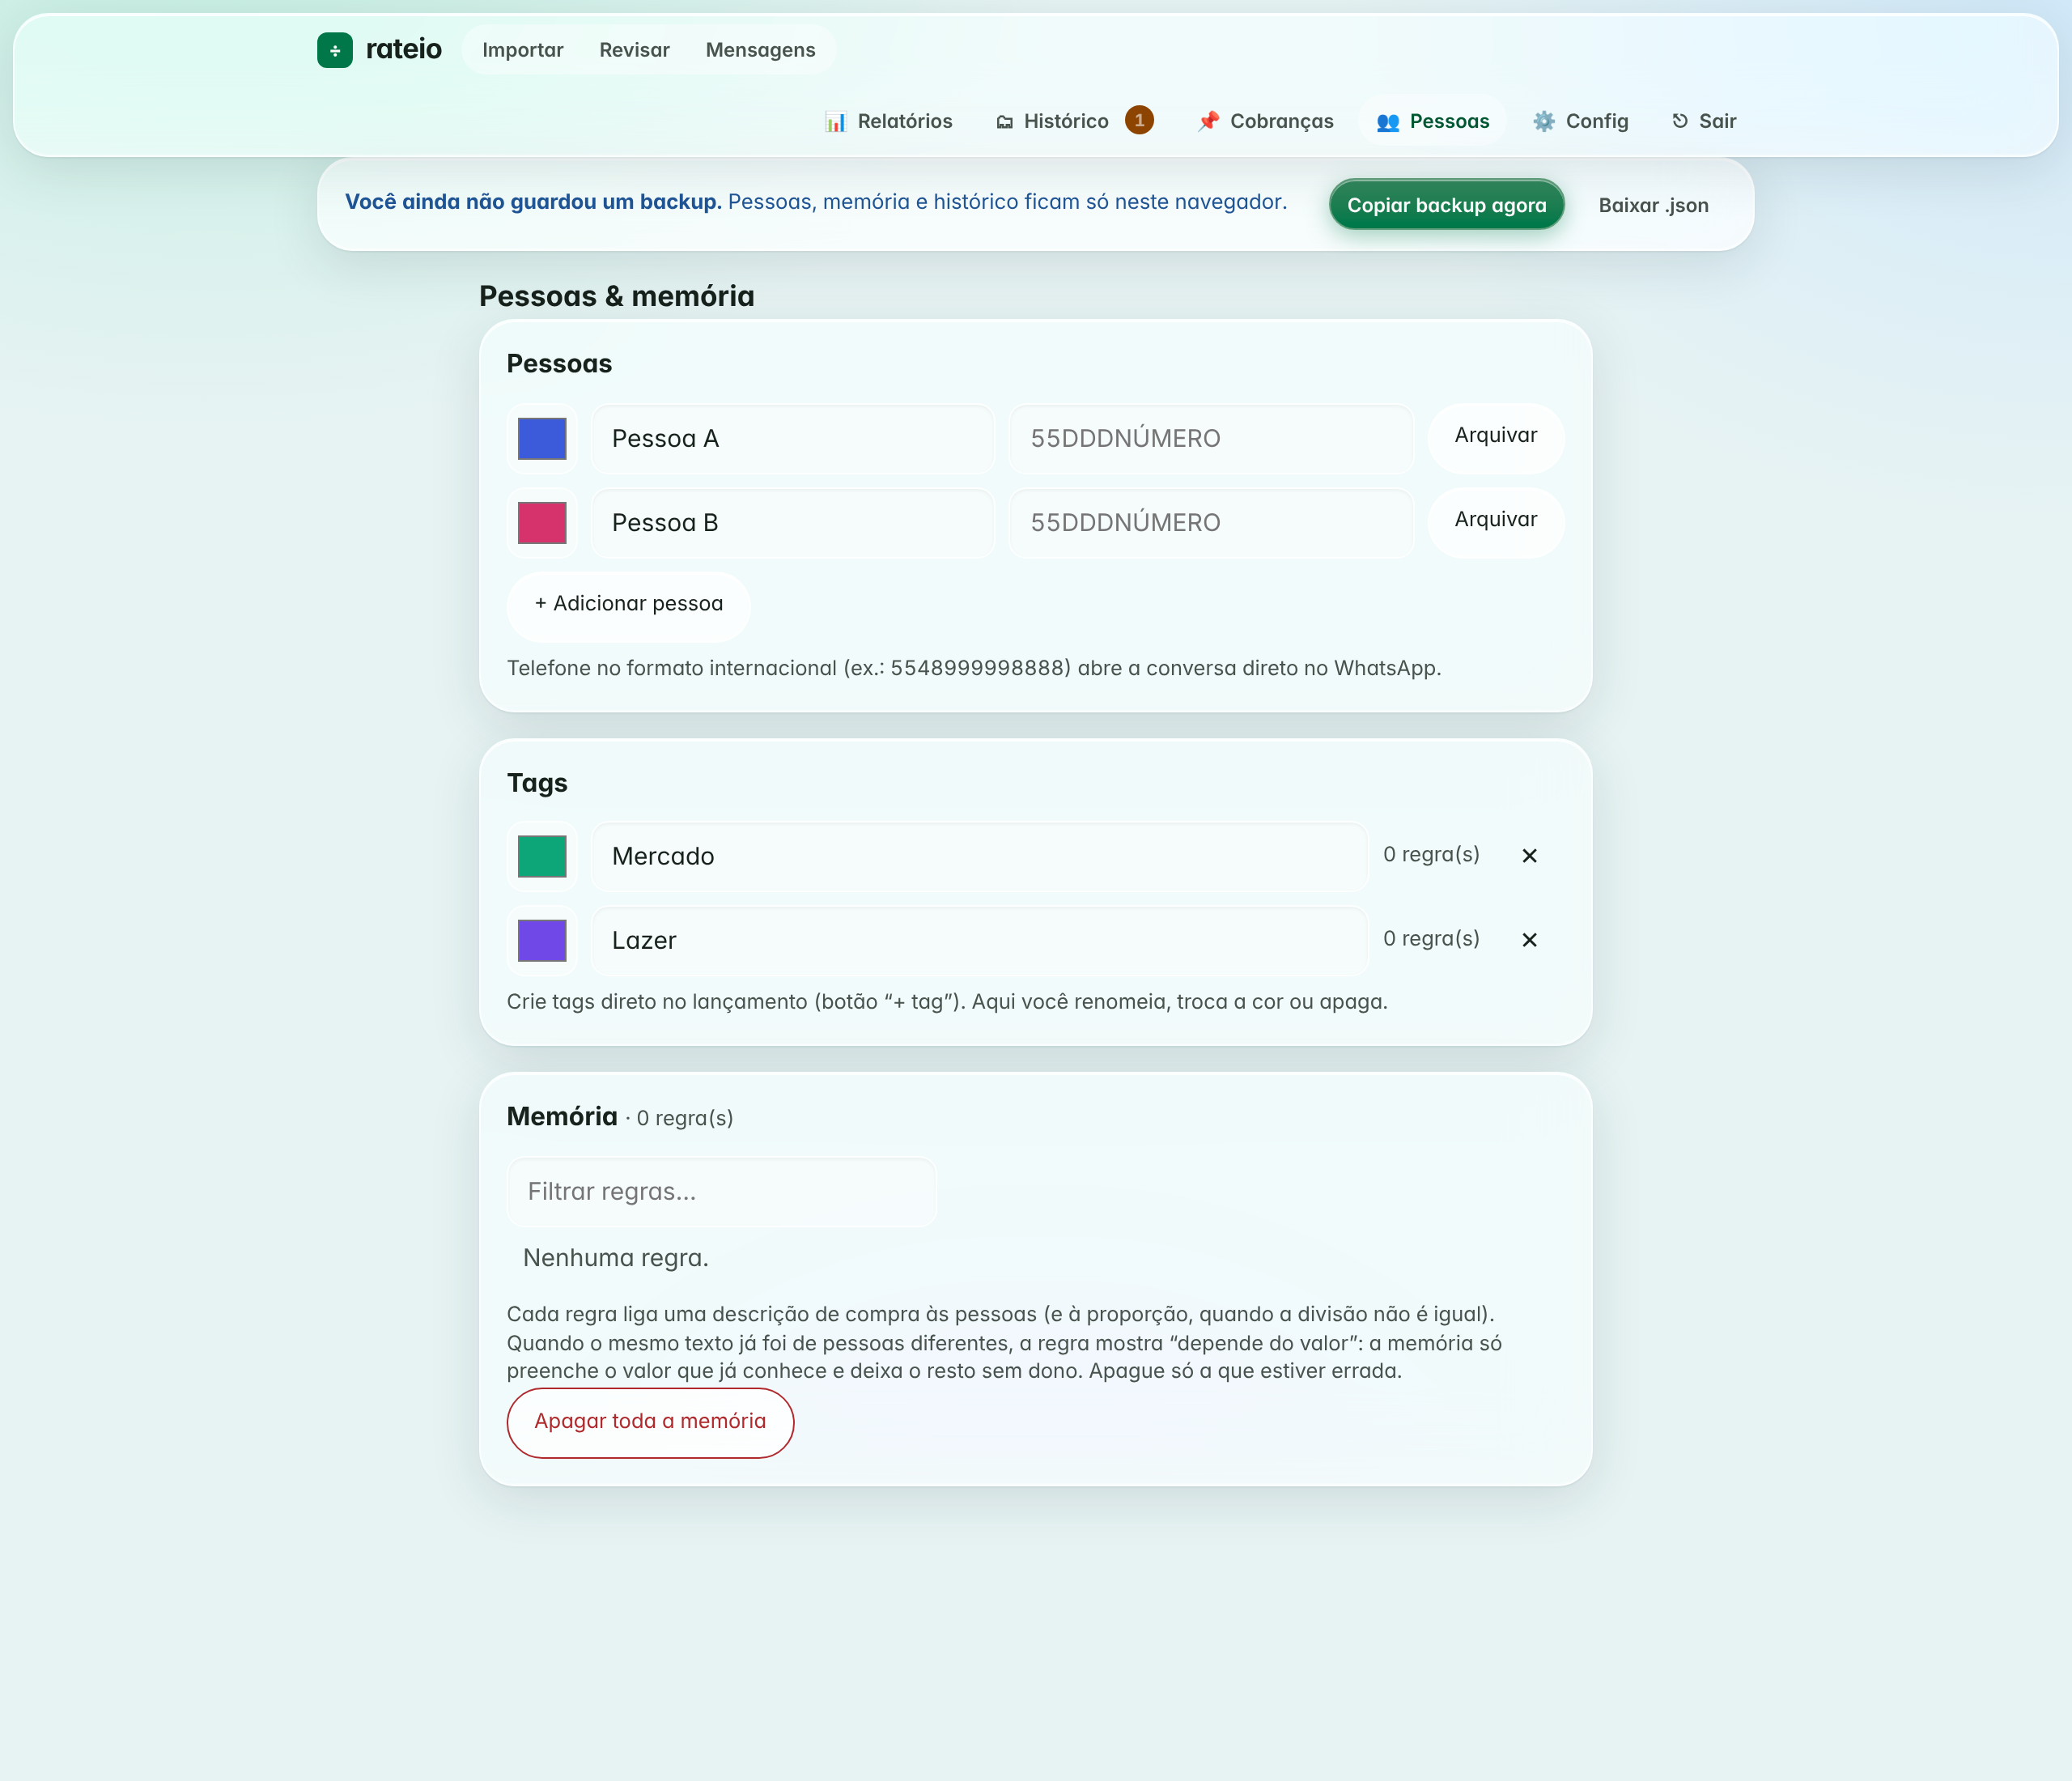 ÷ rateio Importar Revisar Mensagens
📊 Relatórios 🗂 Histórico 1 📌 Cobranças 👥 Pessoas ⚙️ Config ⎋ Sair
Você ainda não guardou um backup. Pessoas, memória e histórico ficam só neste navegador. Copiar backup agora Baixar .json
Pessoas & memória
Pessoas
Pessoa A 55DDDNÚMERO Arquivar
Pessoa B 55DDDNÚMERO Arquivar
+ Adicionar pessoa
Telefone no formato internacional (ex.: 5548999998888) abre a conversa direto no WhatsApp.
Tags
Mercado 0 regra(s) ✕
Lazer 0 regra(s) ✕
Crie tags direto no lançamento (botão “+ tag”). Aqui você renomeia, troca a cor ou apaga.
Memória · 0 regra(s)
Filtrar regras...
Nenhuma regra.
Cada regra liga uma descrição de compra às pessoas (e à proporção, quando a divisão não é igual).
Quando o mesmo texto já foi de pessoas diferentes, a regra mostra “depende do valor”: a memória só
preenche o valor que já conhece e deixa o resto sem dono. Apague só a que estiver errada.
Apagar toda a memória